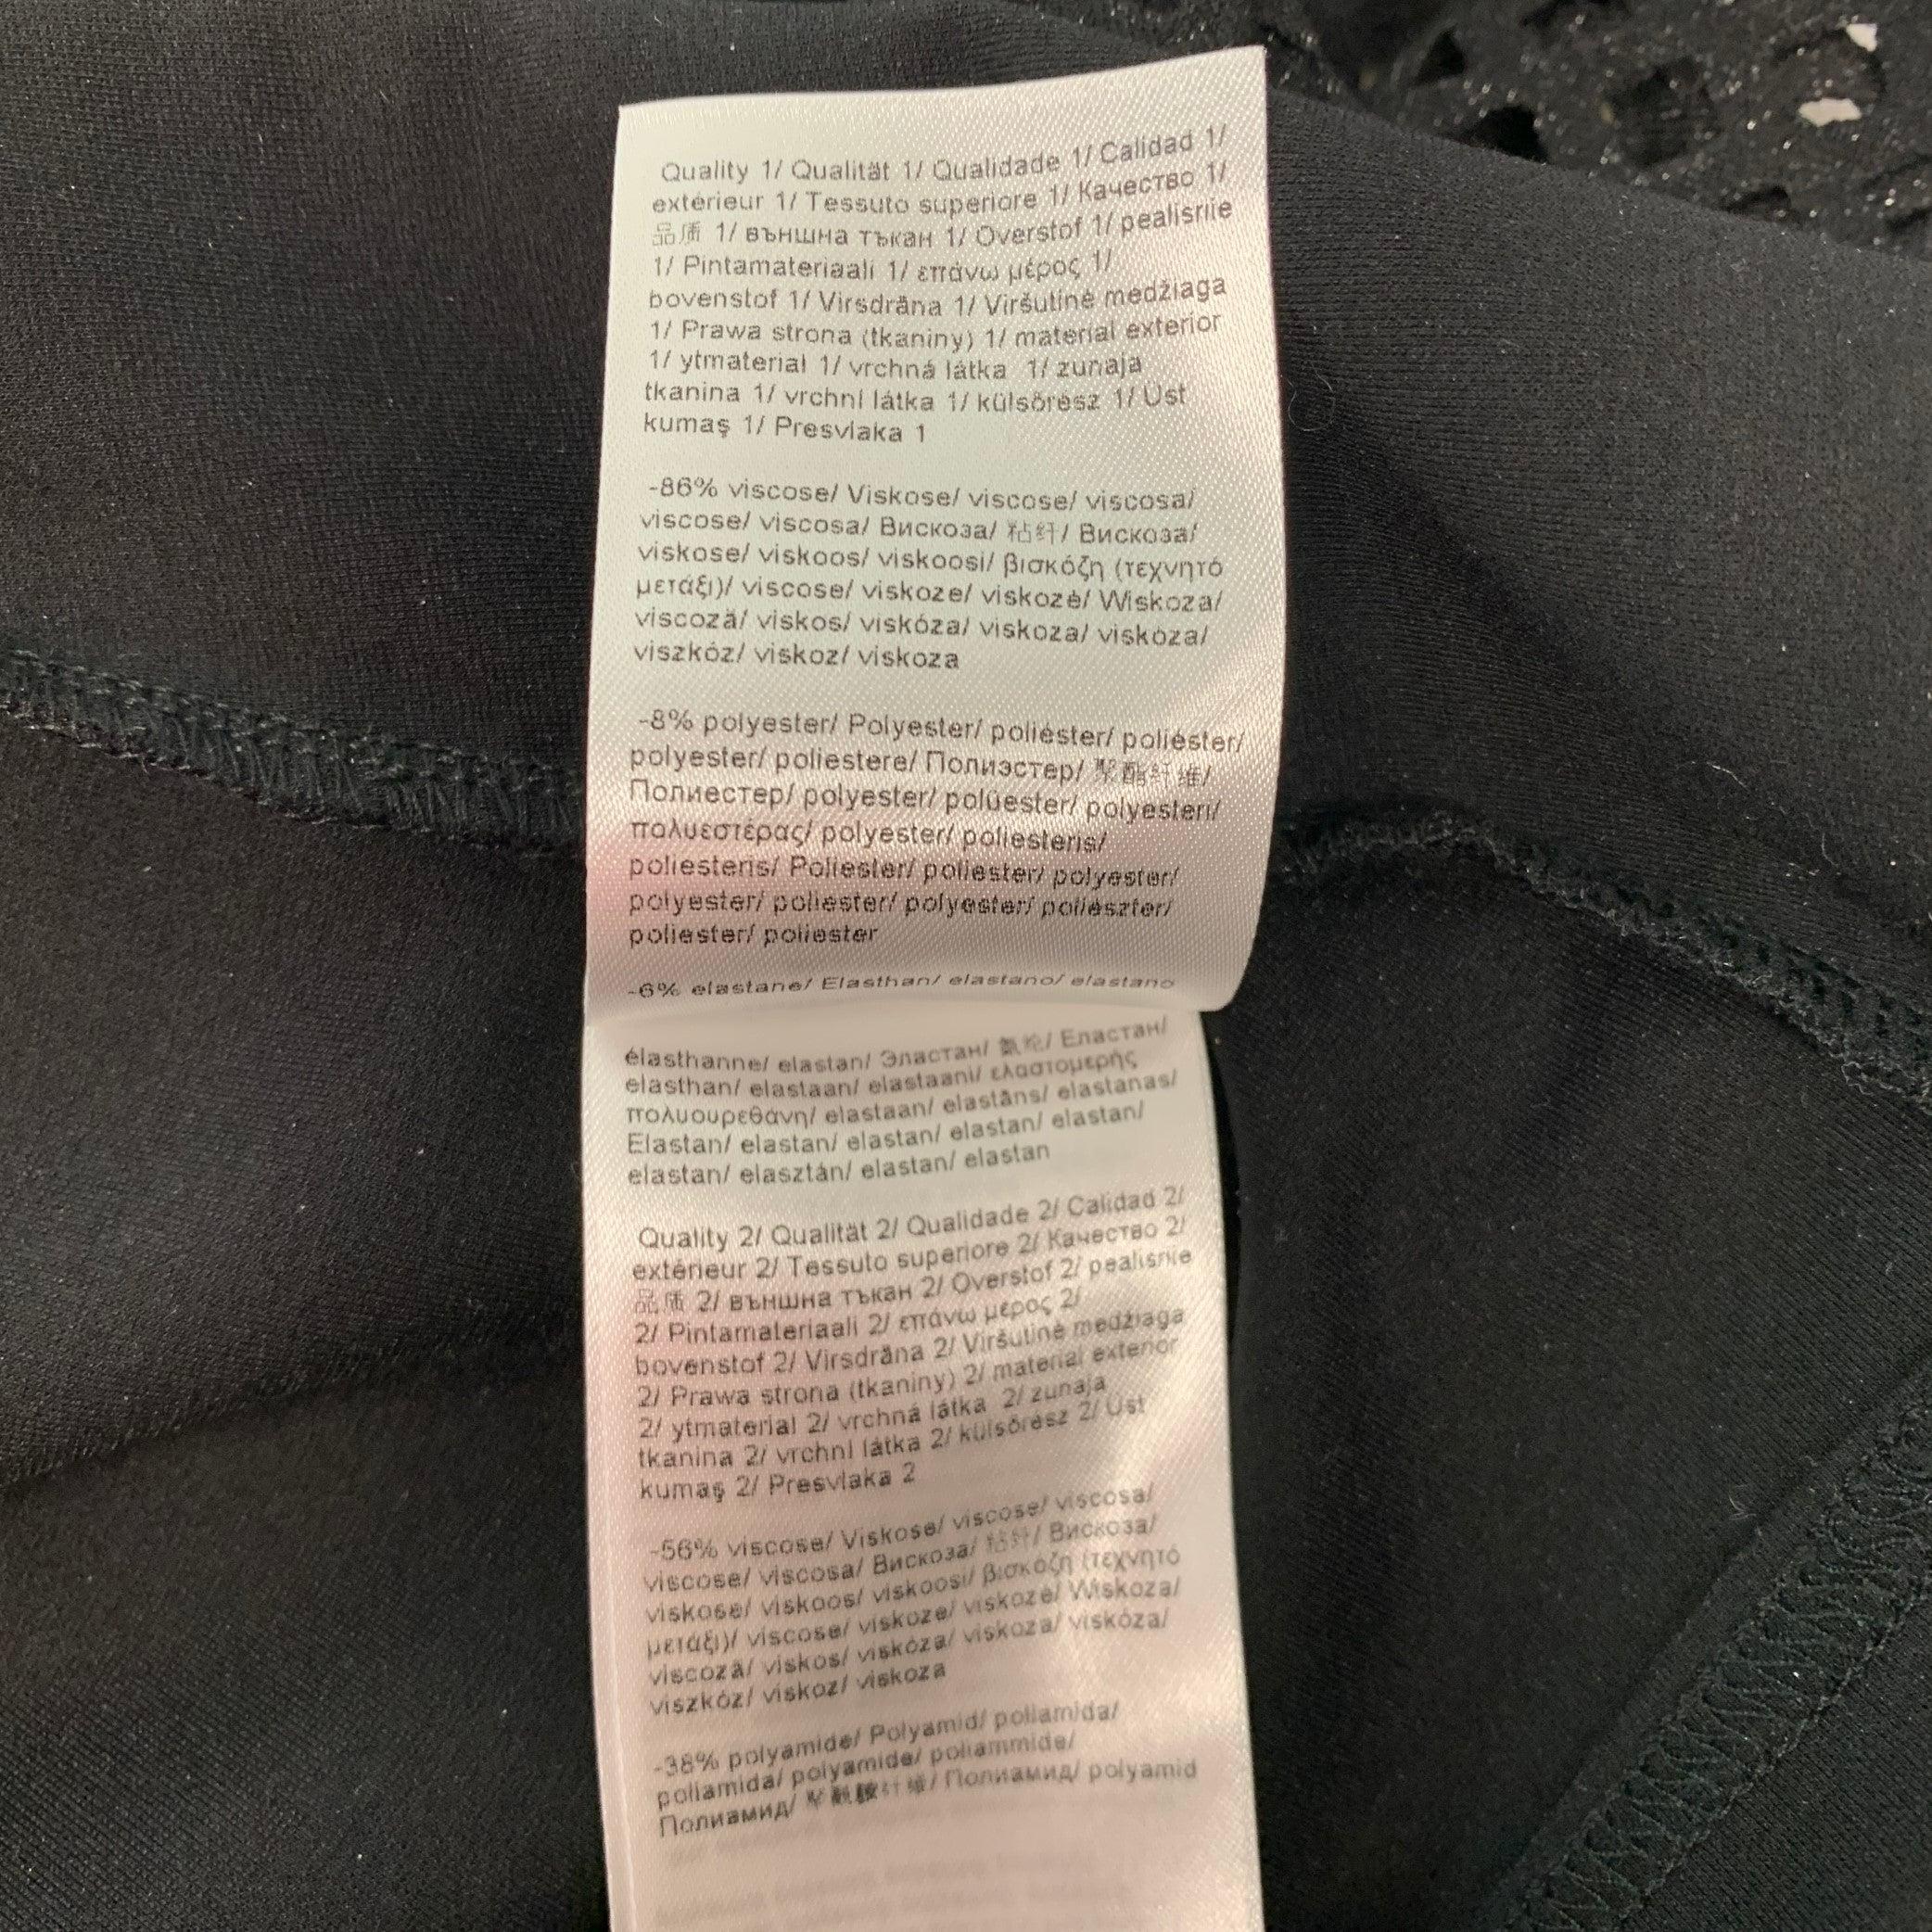 Quality 1/ Qualität 1/ Qualidade 1/ Calidad 1/
extérieur 1/ Tessuto superiore 1/ Качество 1/
品质 1/ външна тъкан 1/ Overstof 1/ pealisriie
1/ Pintamateriaali 1/ επάνω μέρος 1/
bovenstof 1/ Virsdrāna 1/ Viršutinė medžiaga
1/ Prawa strona (tkaniny) 1/ material exterior
1/ ytmaterial 1/ vrchná látka 1/ zunaja
tkanina 1/ vrchní látka 1/ külsőrész 1/ Üst
kumaş 1/ Presvlaka 1
-86% viscose/ Viskose/ viscose/ viscosa/
viscose/ viscosa/ Вискоза/ 粘纤/ Вискоза/
viskose/ viskoos/ viskoosi/ βισκόζη (τεχνητό
μετάξι)/ viscose/ viskoze/ viskozė/ Wiskoza/
viscoză/ viskos/ viskóza/ viskoza/ viskóza/
viszkóz/ viskoz/ viskoza
-8% polyester/ Polyester/ poliéster/ poliéster/
polyester/ poliestere/ Полиэстер/ 聚酯纤维/
Полиестер/ polyester/ polüester/ polyesteri/
πολυεστέρας/ polyester/ poliesteris/
poliesteris/ Poliester/ poliester/ polyester/
polyester/ poliester/ polyester/ poliészter/
poliester/ poliester
-6% elastane/ Elasthan/ elastano/ elastano
élasthanne/ elastan/ Эластан/ 氨纶/ Еластан/
elasthan/ elastaan/ elastaani/ ελαστομερής
πολυουρεθάνη/ elastaan/ elastāns/ elastanas/
Elastan/ elastan/ elastan/ elastan/ elastan/
elastan/ elasztán/ elastan/ elastan
Quality 2/ Qualität 2/ Qualidade 2/ Calidad 2/
extérieur 2/ Tessuto superiore 2/ Качество 2/
品质 2/ външна тъкан 2/ Overstof 2/ pealisriie
2/ Pintamateriaali 2/ επάνω μέρος 2/
bovenstof 2/ Virsdrāna 2/ Viršutinė medžiaga
2/ Prawa strona (tkaniny) 2/ material exterior
2/ ytmaterial 2/ vrchná látka 2/ zunaja
tkanina 2/ vrchní látka 2/ külsőrész 2/ Üst
kumaş 2/ Presvlaka 2
-56% viscose/ Viskose/ viscose/ viscosa/
viscose/ viscosa/ Вискоза/ 粘纤/ Вискоза/
viskose/ viskoos/ viskoosi/ βισκόζη (τεχνητό
μετάξι)/ viscose/ viskoze/ viskozė/ Wiskoza/
viscoză/ viskos/ viskóza/ viskoza/ viskóza/
viszkóz/ viskoz/ viskoza
-38% polyamide/ Polyamid/ poliamida/
poliamida/ polyamide/ poliammide/
Полиамид/ 聚氨酸纤维/ Полиамид/ polyamid